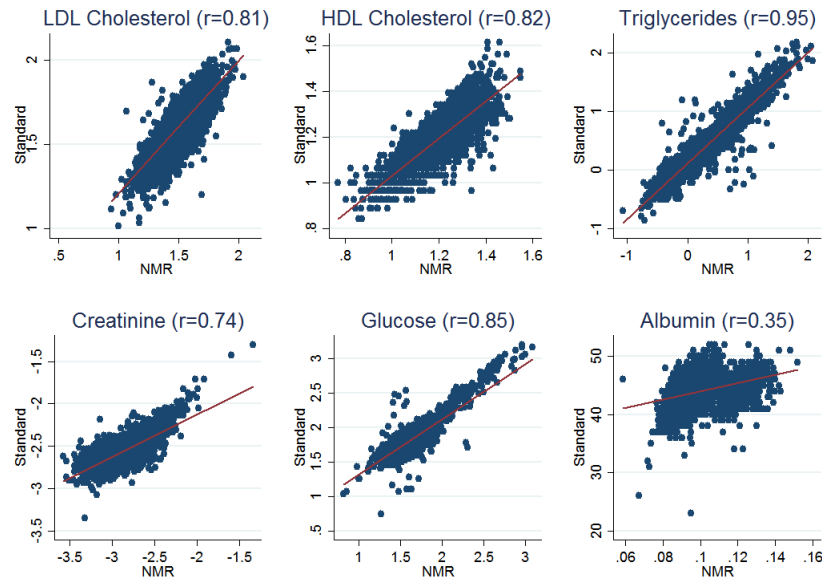 LDL Cholesterol (r=0.81)
Standard
1 1.5 2
.5 1 1.5 2
NMR
HDL Cholesterol (r=0.82)
Standard
.8 1 1.2 1.4 1.6
.8 1 1.2 1.4 1.6
NMR
Triglycerides (r=0.95)
Standard
-1 0 1 2
-1 0 1 2
NMR
Creatinine (r=0.74)
Standard
-3.5 -3 -2.5 -2 -1.5
-3.5 -3 -2.5 -2 -1.5
NMR
Glucose (r=0.85)
Standard
.5 1 1.5 2 2.5 3
1 1.5 2 2.5 3
NMR
Albumin (r=0.35)
Standard
20 30 40 50
.06 .08 .1 .12 .14 .16
NMR